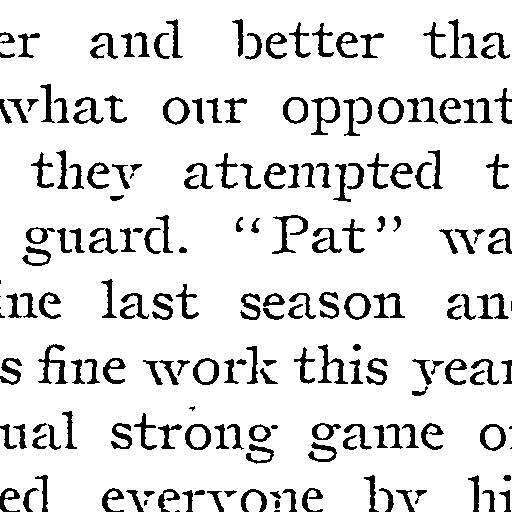 er and better tha
what our opponent
they attempted t
guard. "Pat" wa
ine last season an
s fine work this year
ual strong game o
ed everyone by hi